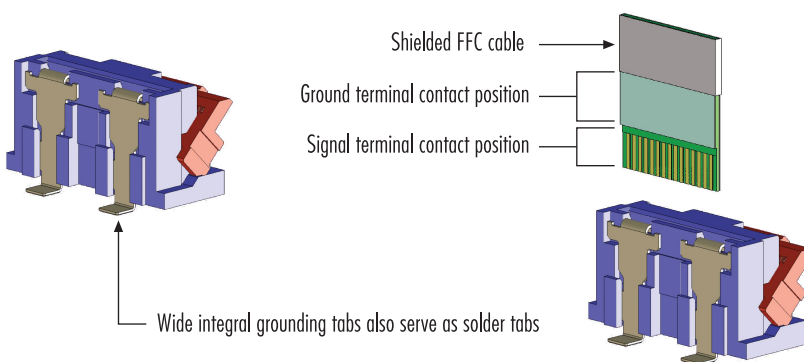 Shielded FFC cable
Ground terminal contact position
Signal terminal contact position
Wide integral grounding tabs also serve as solder tabs